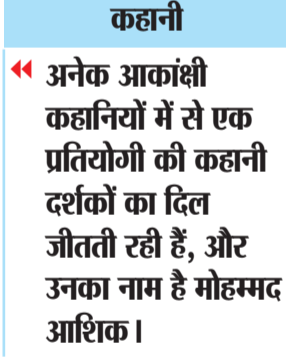 कहानी
अनेक आकांक्षी
कहानियों में से एक
प्रतियोगी की कहानी
दर्शकों का दिल
जीतती रही हैं, और
उनका नाम है मोहम्मद
आशिक।